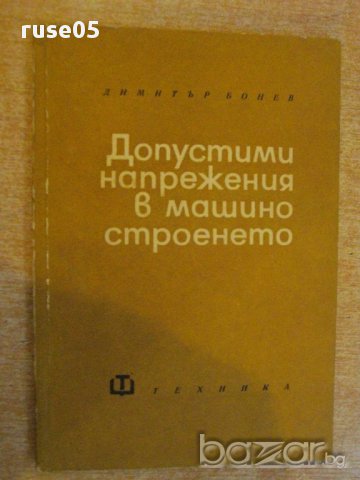 ruse05
ДИМИТЪР БОНЕВ
Допустими
напрежения
в машино
строенето
Т ТЕХНИКА
bazar.bg